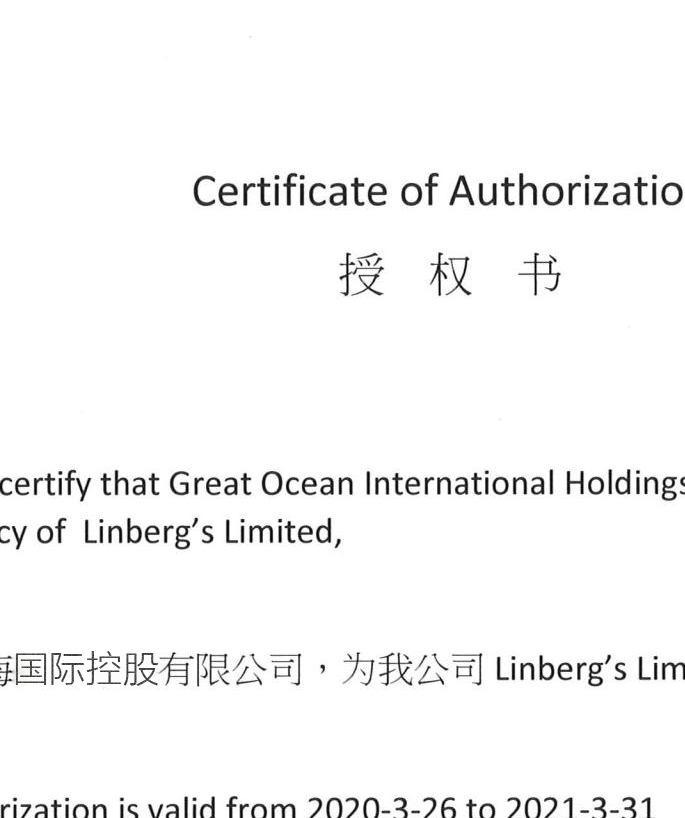 Certificate of Authorizatio
授 权 书
certify that Great Ocean International Holdings
cy of Linberg’s Limited,
海国际控股有限公司，为我公司 Linberg’s Lim
rization is valid from 2020-3-26 to 2021-3-31